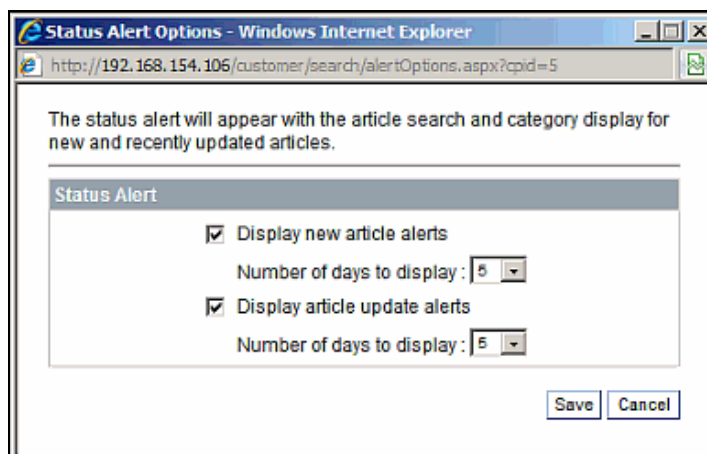 Status Alert Options - Windows Internet Explorer
http://192.168.154.106/customer/search/alertOptions.aspx?cpid=5
The status alert will appear with the article search and category display for
new and recently updated articles.
Status Alert
Display new article alerts
Number of days to display : 5
Display article update alerts
Number of days to display : 5
Save Cancel